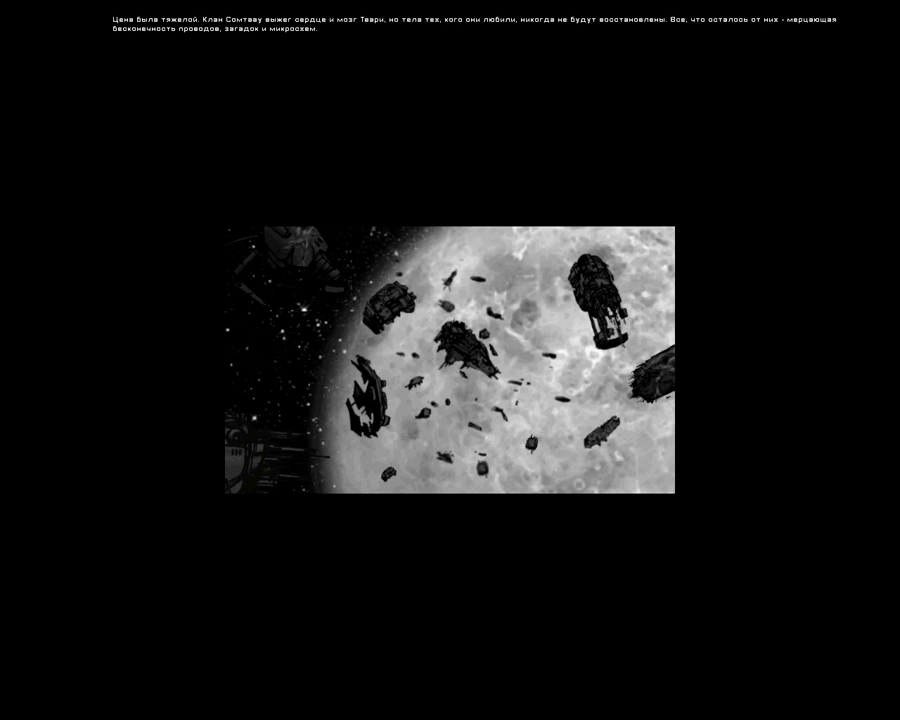 Цена была тяжелой. Клан Сомтаау выжег сердце и мозг Твари, но тела тех, кого они любили, никогда не будут восстановлены. Все, что осталось от них - мерцающая
бесконечность проводов, загадок и микросхем.